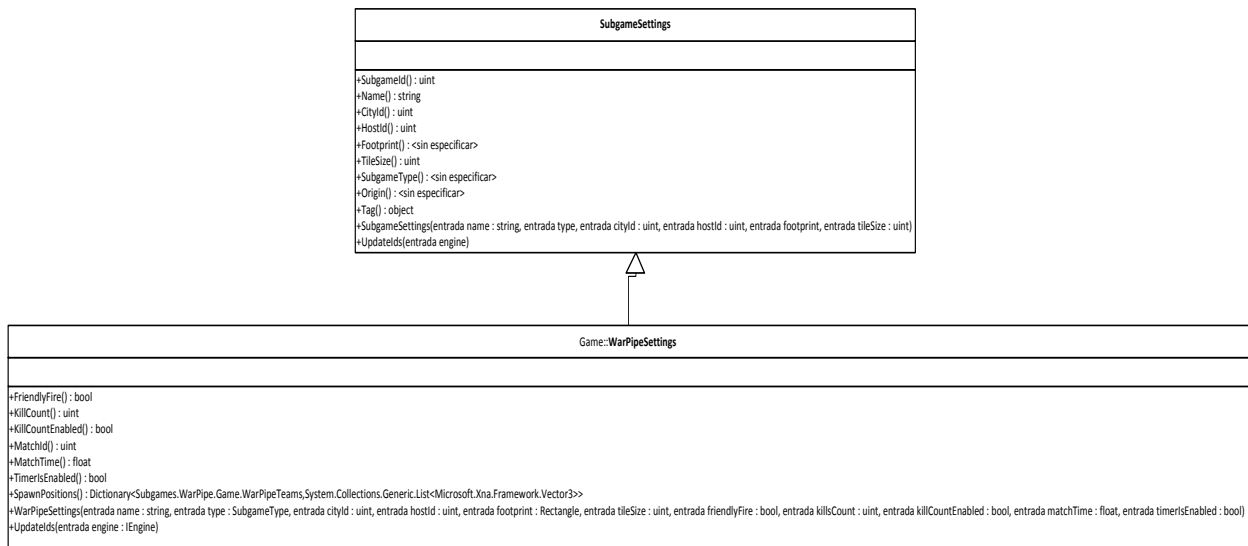 SubgameSettings
+SubgameId() : uint
+Name() : string
+CityId() : uint
+HostId() : uint
+Footprint() : <sin especificar>
+TileSize() : uint
+SubgameType() : <sin especificar>
+Origin() : <sin especificar>
+Tag() : object
+SubgameSettings(entrada name : string, entrada type, entrada cityId : uint, entrada hostId : uint, entrada footprint, entrada tileSize : uint)
+UpdateIds(entrada engine)
Game::WarPipeSettings
+FriendlyFire() : bool
+KillCount() : uint
+KillCountEnabled() : bool
+MatchId() : uint
+MatchTime() : float
+TimerIsEnabled() : bool
+SpawnPositions() : Dictionary<Subgames.WarPipe.Game.WarPipeTeams,System.Collections.Generic.List<Microsoft.Xna.Framework.Vector3>>
+WarPipeSettings(entrada name : string, entrada type : SubgameType, entrada cityId : uint, entrada hostId : uint, entrada footprint : Rectangle, entrada tileSize : uint, entrada friendlyFire : bool, entrada killsCount : uint, entrada killCountEnabled : bool, entrada matchTime : float, entrada timerIsEnabled : bool)
+UpdateIds(entrada engine : IEngine)